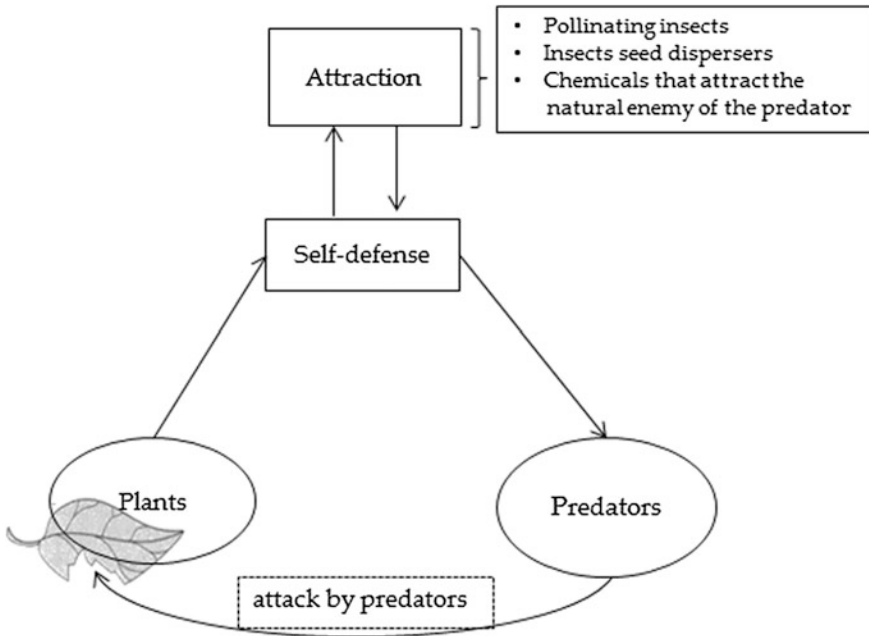 • Pollinating insects
• Insects seed dispersers
• Chemicals that attract the
natural enemy of the predator
Attraction
Self-defense
Plants
Predators
attack by predators